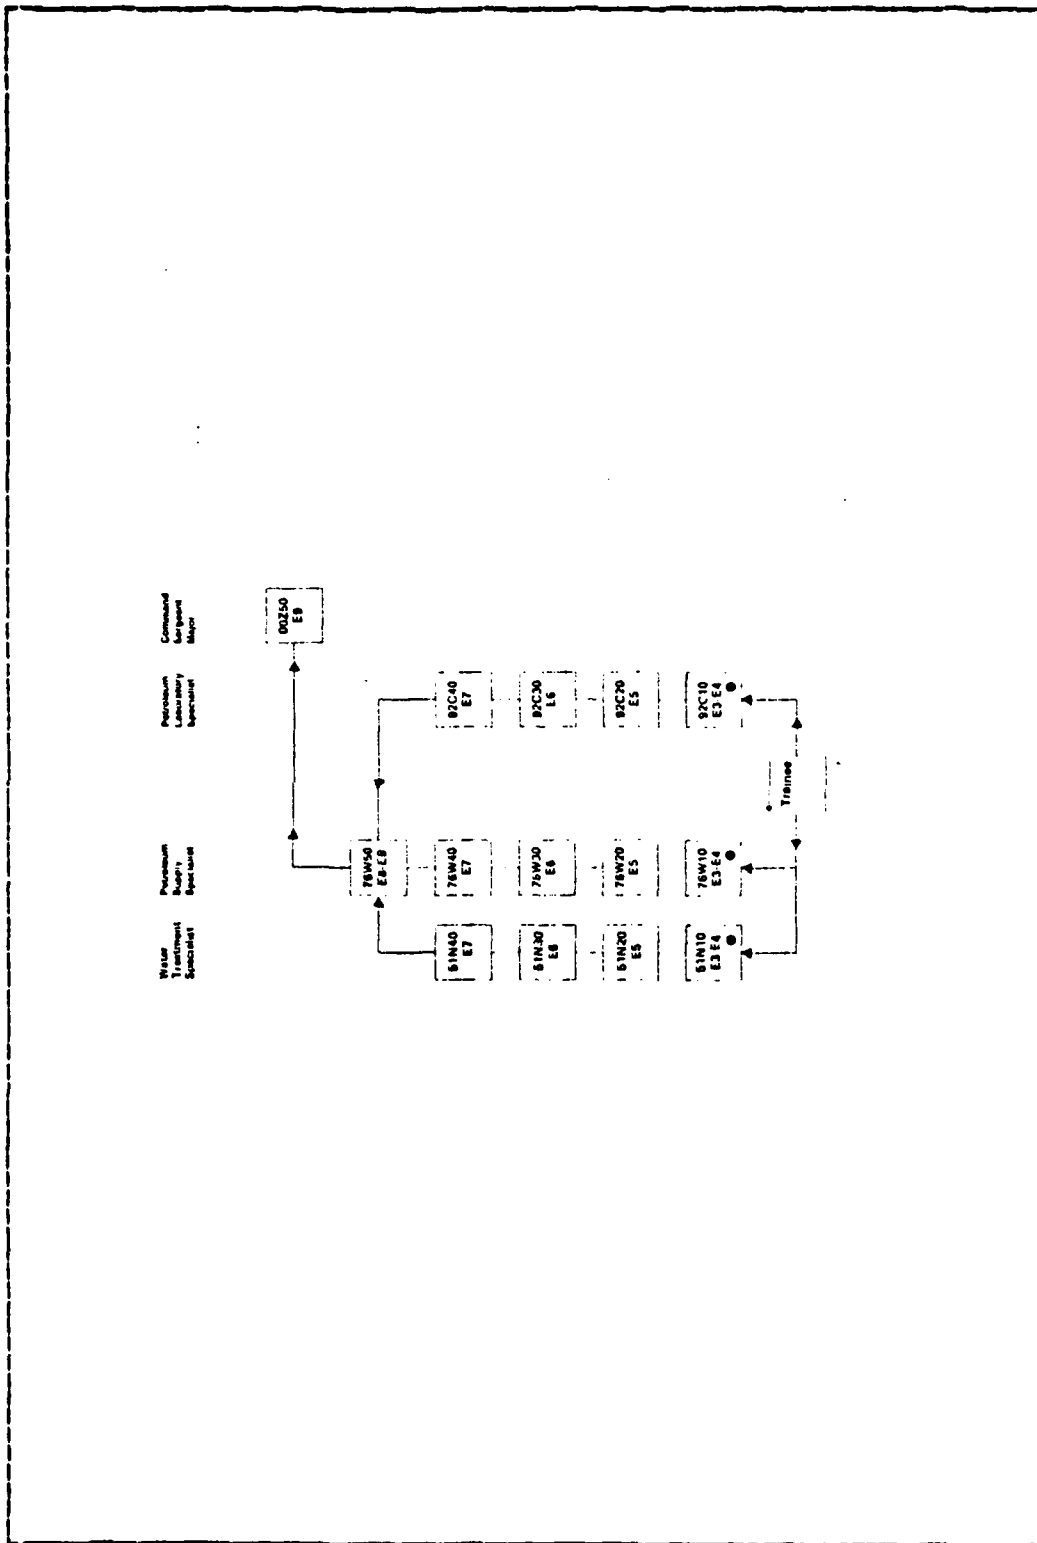 Water
Treatment
Specialist
Petroleum
Supply
Specialist
Petroleum
Laboratory
Specialist
Command
Sergeant
Major
00Z50
E9
76W50
E8-E9
51N40
E7
76W40
E7
92C40
E7
51N30
E6
76W30
E6
92C30
E6
51N20
E5
76W20
E5
92C20
E5
51N10
E3-E4
76W10
E3-E4
92C10
E3-E4
Trainee